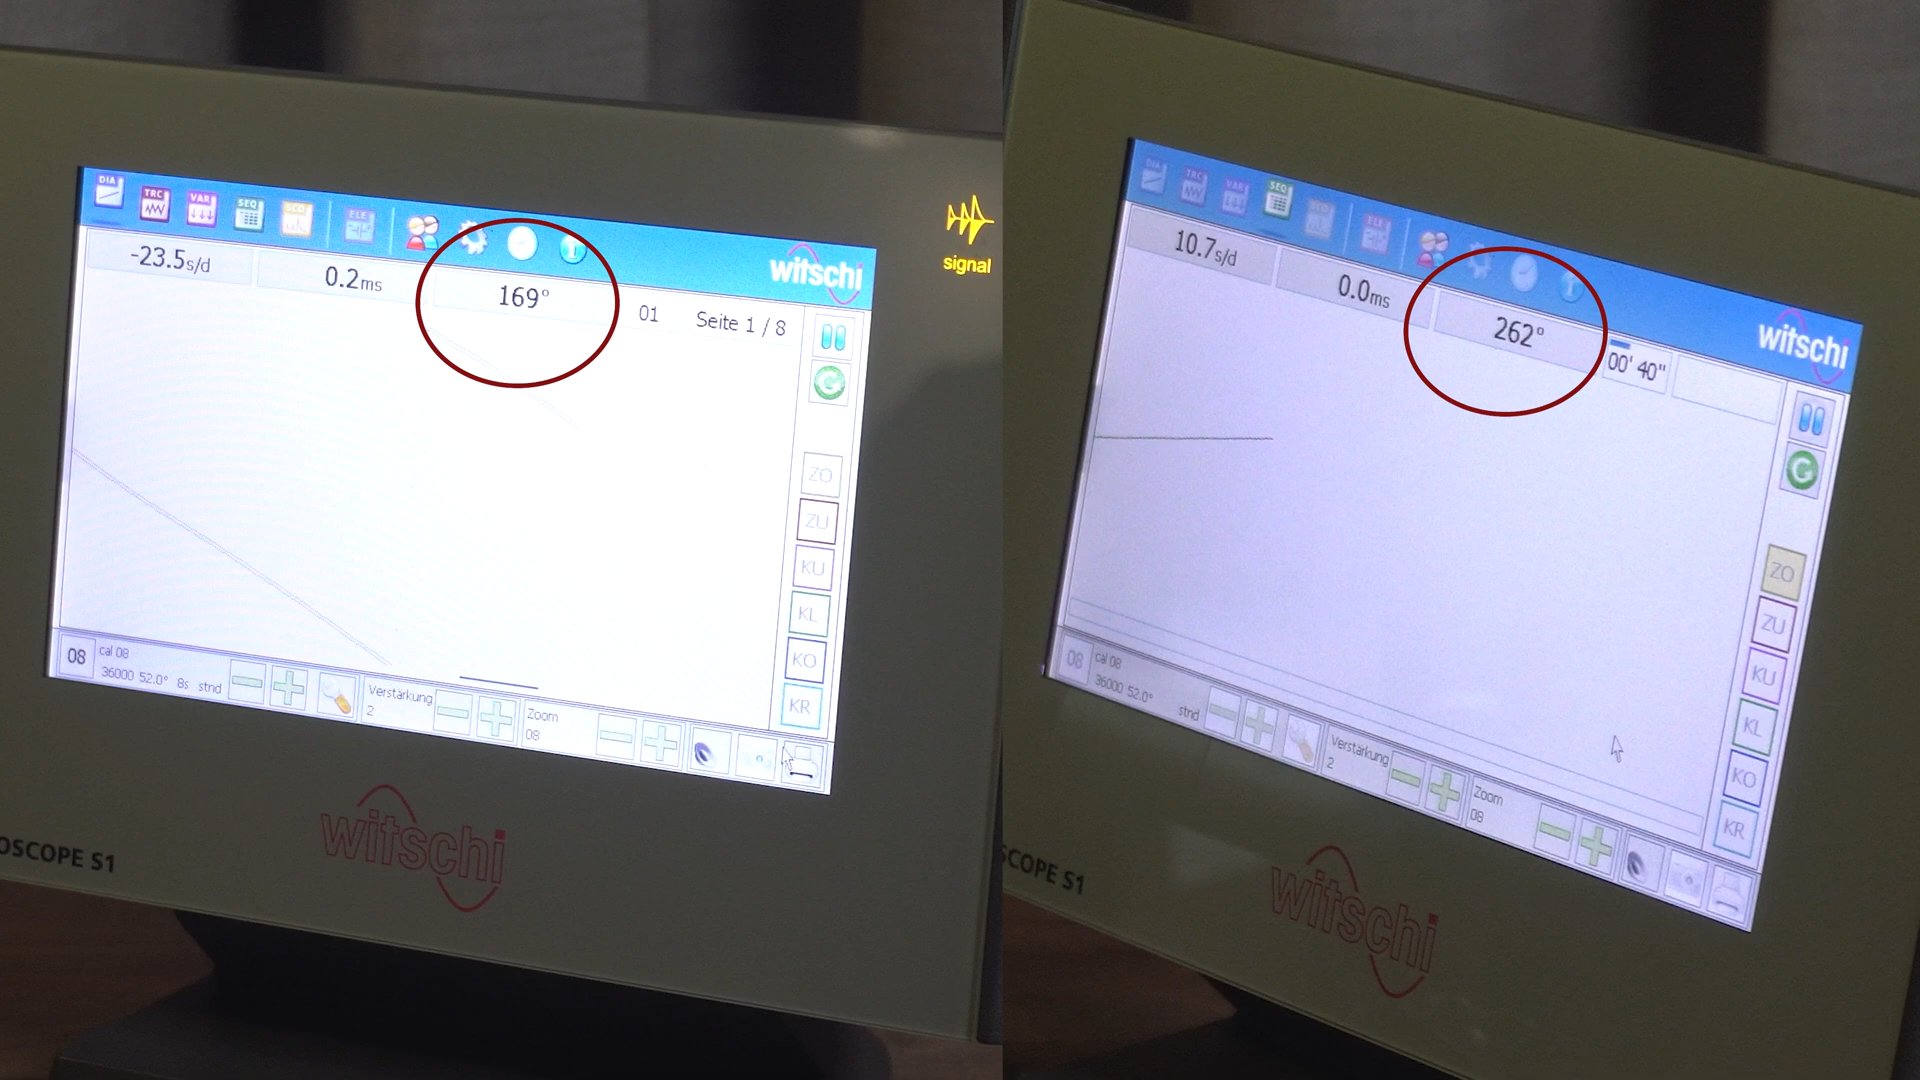 DIA
TRC
VAR
SEQ
SCO
ELE
witschi
-23.5s/d
0.2ms
169°
01
Seite 1 / 8
signal
ZO
ZU
KU
KL
KO
KR
08
cal 08
36000 52.0° 8s stnd
Verstärkung
2
Zoom
08
witschi
OSCOPE S1
DIA
TRC
VAR
SEQ
SCO
ELE
witschi
10.7s/d
0.0ms
262°
00' 40"
ZO
ZU
KU
KL
KO
KR
08
cal 08
36000 52.0° stnd
Verstärkung
2
Zoom
08
witschi
SCOPE S1